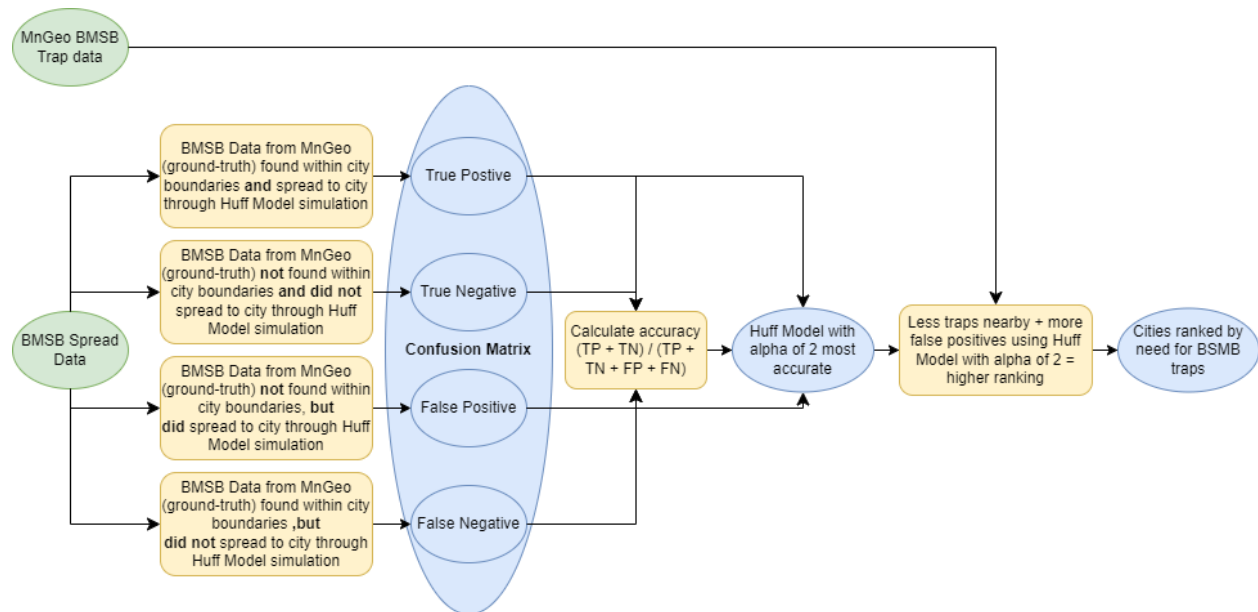 MnGeo BMSB
Trap data
BMSB Data from MnGeo
(ground-truth) found within city
boundaries and spread to city
through Huff Model simulation
True Postive
BMSB Data from MnGeo
(ground-truth) not found within
city boundaries and did not
spread to city through Huff
Model simulation
True Negative
BMSB Spread
Data
Confusion Matrix
Calculate accuracy
(TP + TN) / (TP +
TN + FP + FN)
Huff Model with
alpha of 2 most
accurate
Less traps nearby + more
false positives using Huff
Model with alpha of 2 =
higher ranking
Cities ranked by
need for BSMB
traps
BMSB Data from MnGeo
(ground-truth) not found within
city boundaries, but
did spread to city through Huff
Model simulation
False Positive
BMSB Data from MnGeo
(ground-truth) found within city
boundaries ,but
did not spread to city through
Huff Model simulation
False Negative